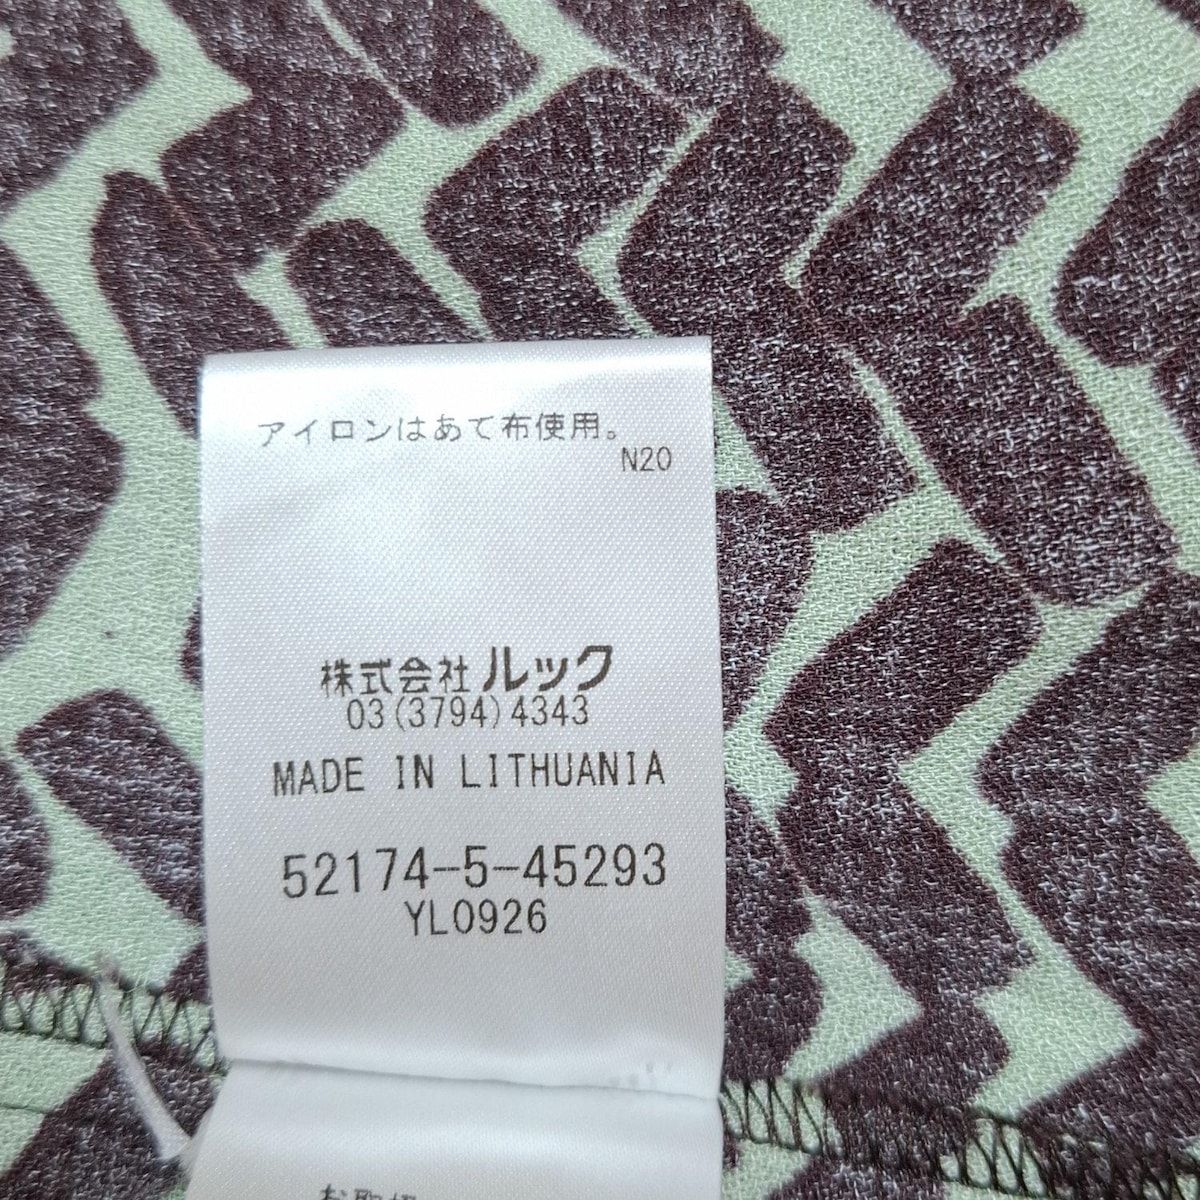 アイロンはあて布使用。
N20
株式会社ルック
03(3794)4343
MADE IN LITHUANIA
52174-5-45293
YL0926